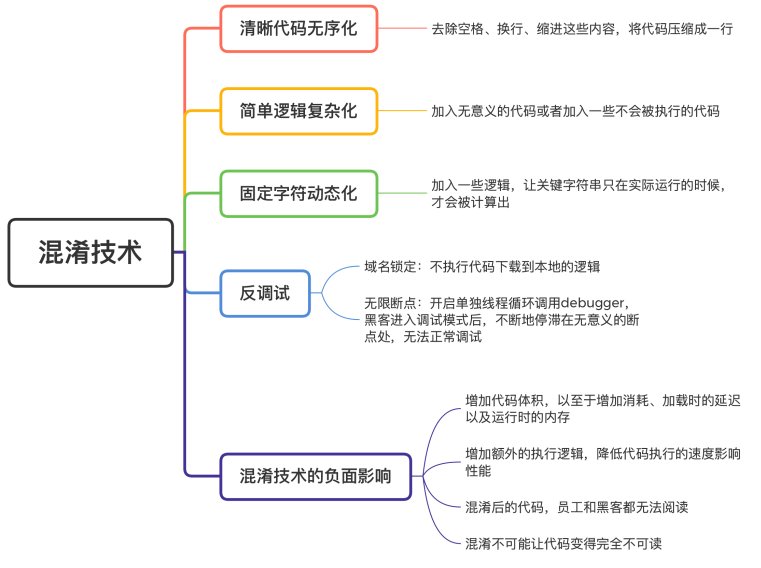 混淆技术
清晰代码无序化
去除空格、换行、缩进这些内容，将代码压缩成一行
简单逻辑复杂化
加入无意义的代码或者加入一些不会被执行的代码
固定字符动态化
加入一些逻辑，让关键字符串只在实际运行的时候，
才会被计算出
反调试
域名锁定：不执行代码下载到本地的逻辑
无限断点：开启单独线程循环调用debugger，
黑客进入调试模式后，不断地停滞在无意义的断
点处，无法正常调试
混淆技术的负面影响
增加代码体积，以至于增加消耗、加载时的延迟
以及运行时的内存
增加额外的执行逻辑，降低代码执行的速度影响
性能
混淆后的代码，员工和黑客都无法阅读
混淆不可能让代码变得完全不可读